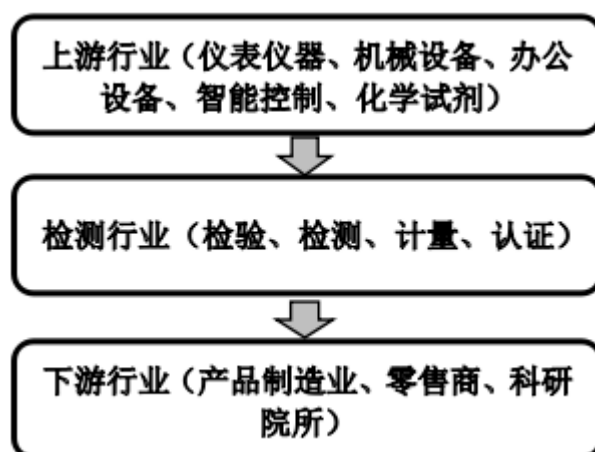 上游行业（仪表仪器、机械设备、办公
设备、智能控制、化学试剂）
检测行业（检验、检测、计量、认证）
下游行业（产品制造业、零售商、科研
院所）